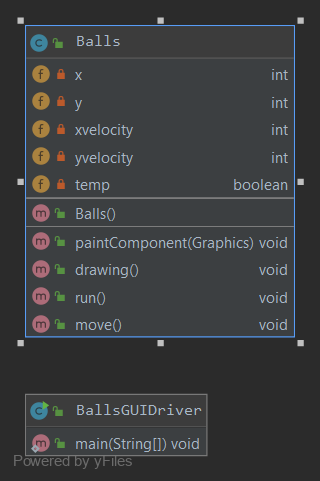 Balls
x int
y int
xvelocity int
yvelocity int
temp boolean
Balls()
paintComponent(Graphics) void
drawing() void
run() void
move() void
BallsGUIDriver
main(String[]) void
Powered by yFiles